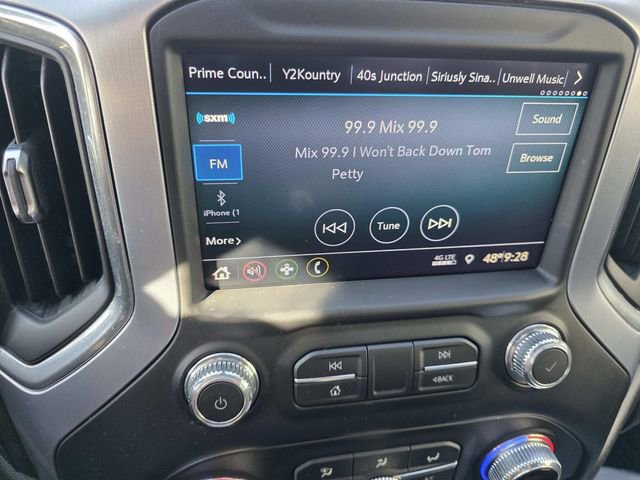 Prime Coun.. Y2Kountry 40s Junction Siriusly Sina.. Unwell Music
sxm
99.9 Mix 99.9
Sound
FM
Mix 99.9 I Won't Back Down Tom
Petty
Browse
iPhone (1
Tune
More >
4G LTE
48° 9:28
BACK